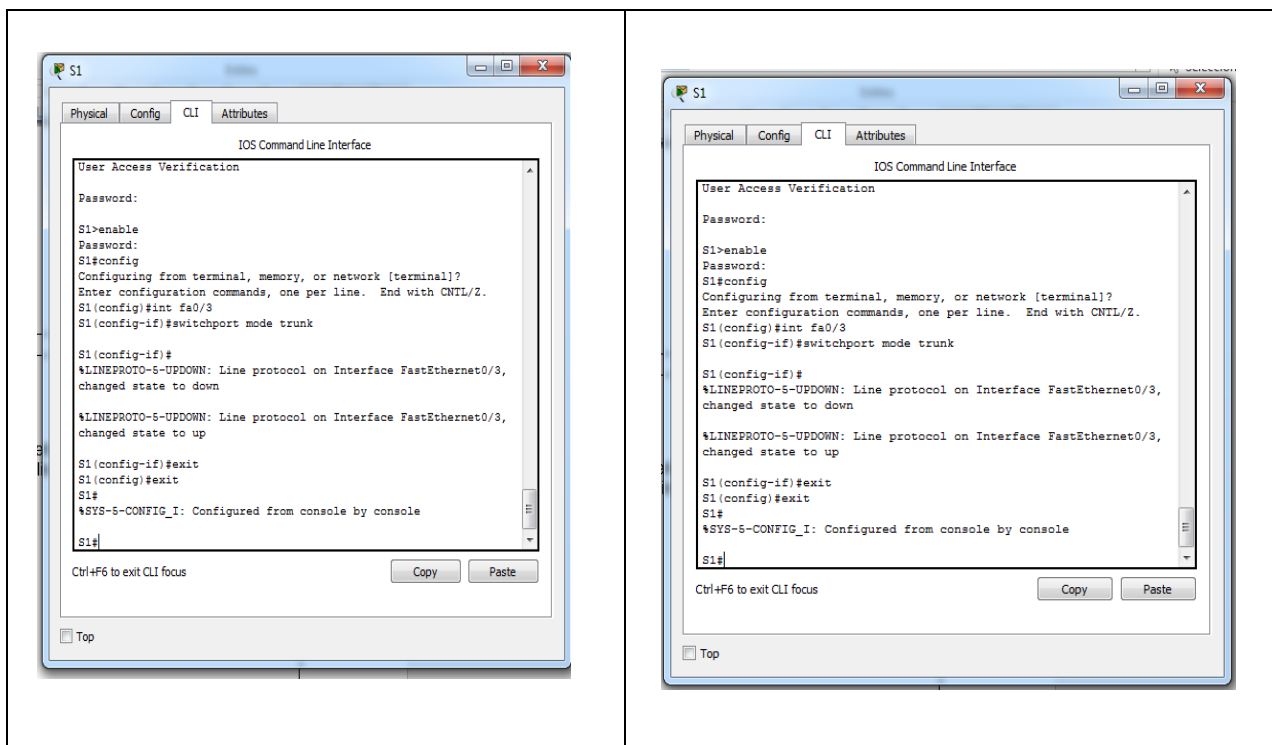 S1
Physical Config CLI Attributes
IOS Command Line Interface
User Access Verification
Password:
S1>enable
Password:
S1#config
Configuring from terminal, memory, or network [terminal]?
Enter configuration commands, one per line.  End with CNTL/Z.
S1(config)#int fa0/3
S1(config-if)#switchport mode trunk
S1(config-if)#
%LINEPROTO-5-UPDOWN: Line protocol on Interface FastEthernet0/3,
changed state to down
%LINEPROTO-5-UPDOWN: Line protocol on Interface FastEthernet0/3,
changed state to up
S1(config-if)#exit
S1(config)#exit
S1#
%SYS-5-CONFIG_I: Configured from console by console
S1#
Ctrl+F6 to exit CLI focus Copy Paste
Top
S1
Physical Config CLI Attributes
IOS Command Line Interface
User Access Verification
Password:
S1>enable
Password:
S1#config
Configuring from terminal, memory, or network [terminal]?
Enter configuration commands, one per line.  End with CNTL/Z.
S1(config)#int fa0/3
S1(config-if)#switchport mode trunk
S1(config-if)#
%LINEPROTO-5-UPDOWN: Line protocol on Interface FastEthernet0/3,
changed state to down
%LINEPROTO-5-UPDOWN: Line protocol on Interface FastEthernet0/3,
changed state to up
S1(config-if)#exit
S1(config)#exit
S1#
%SYS-5-CONFIG_I: Configured from console by console
S1#
Ctrl+F6 to exit CLI focus Copy Paste
Top